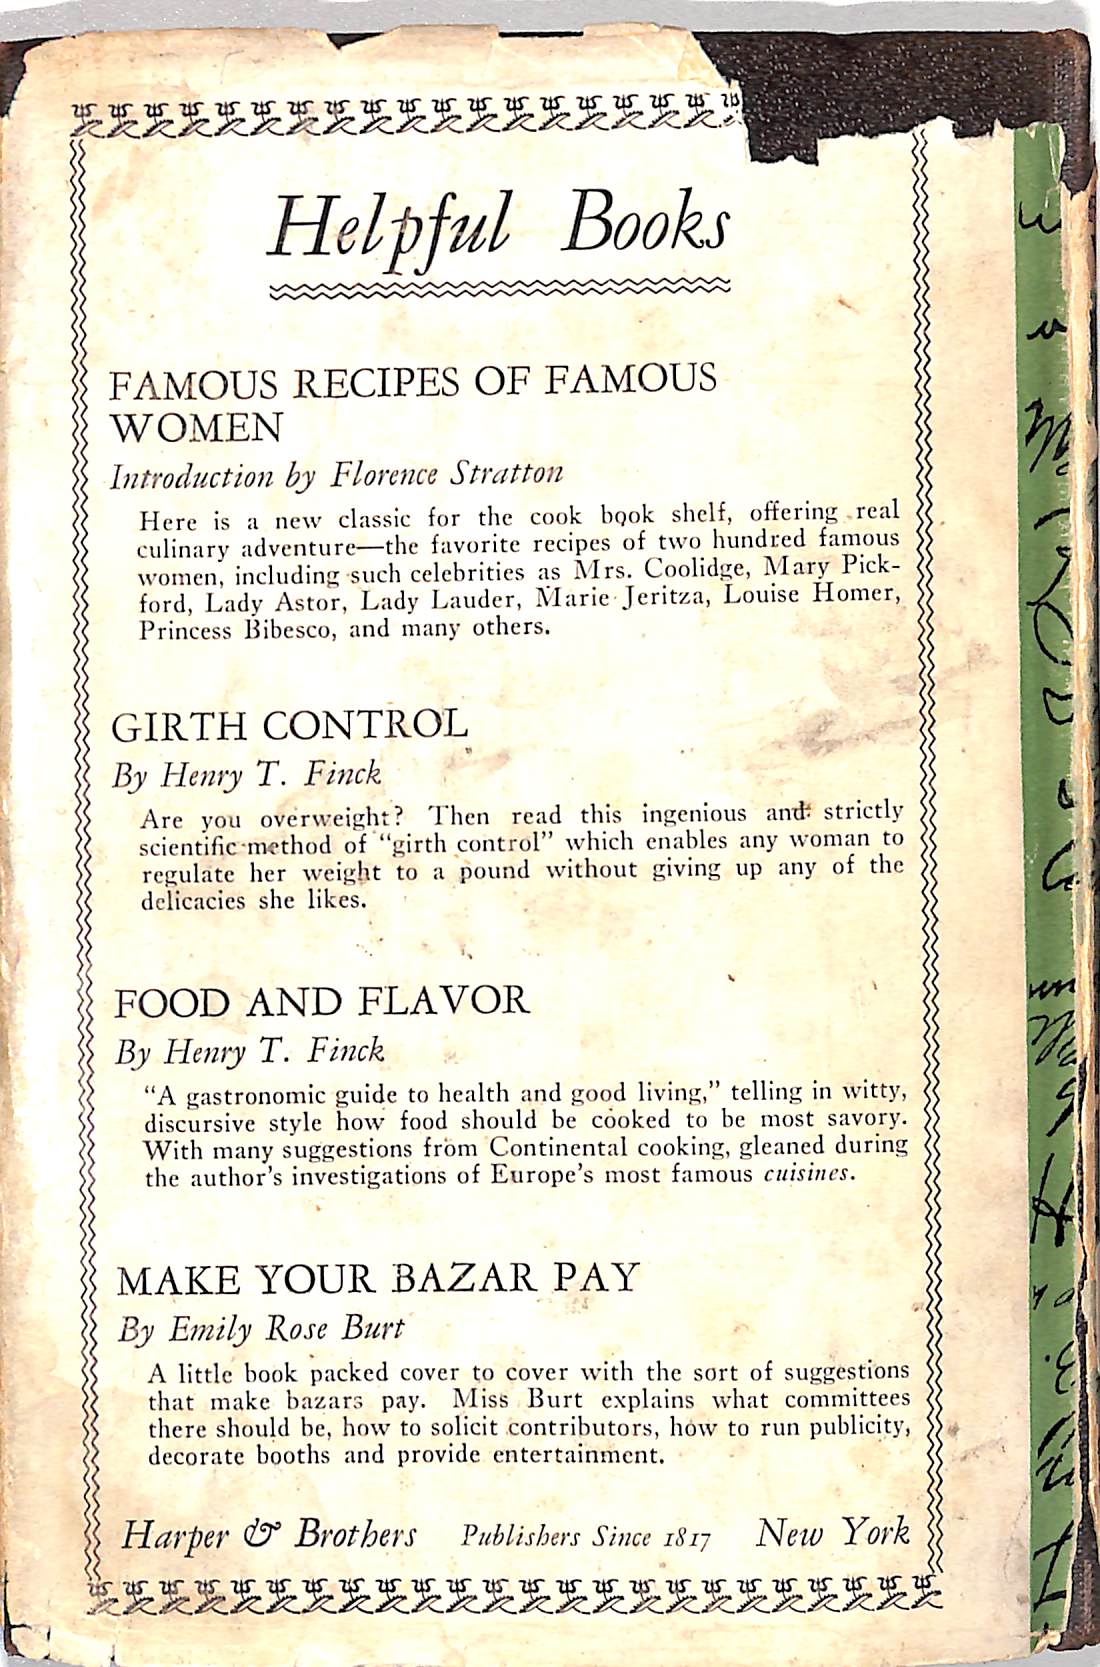 Helpful Books
FAMOUS RECIPES OF FAMOUS
WOMEN
Introduction by Florence Stratton
Here is a new classic for the cook book shelf, offering real
culinary adventure—the favorite recipes of two hundred famous
women, including such celebrities as Mrs. Coolidge, Mary Pick-
ford, Lady Astor, Lady Lauder, Marie Jeritza, Louise Homer,
Princess Bibesco, and many others.
GIRTH CONTROL
By Henry T. Finck
Are you overweight? Then read this ingenious and strictly
scientific method of "girth control" which enables any woman to
regulate her weight to a pound without giving up any of the
delicacies she likes.
FOOD AND FLAVOR
By Henry T. Finck
"A gastronomic guide to health and good living," telling in witty,
discursive style how food should be cooked to be most savory.
With many suggestions from Continental cooking, gleaned during
the author's investigations of Europe's most famous cuisines.
MAKE YOUR BAZAR PAY
By Emily Rose Burt
A little book packed cover to cover with the sort of suggestions
that make bazars pay. Miss Burt explains what committees
there should be, how to solicit contributors, how to run publicity,
decorate booths and provide entertainment.
Harper & Brothers Publishers Since 1817 New York